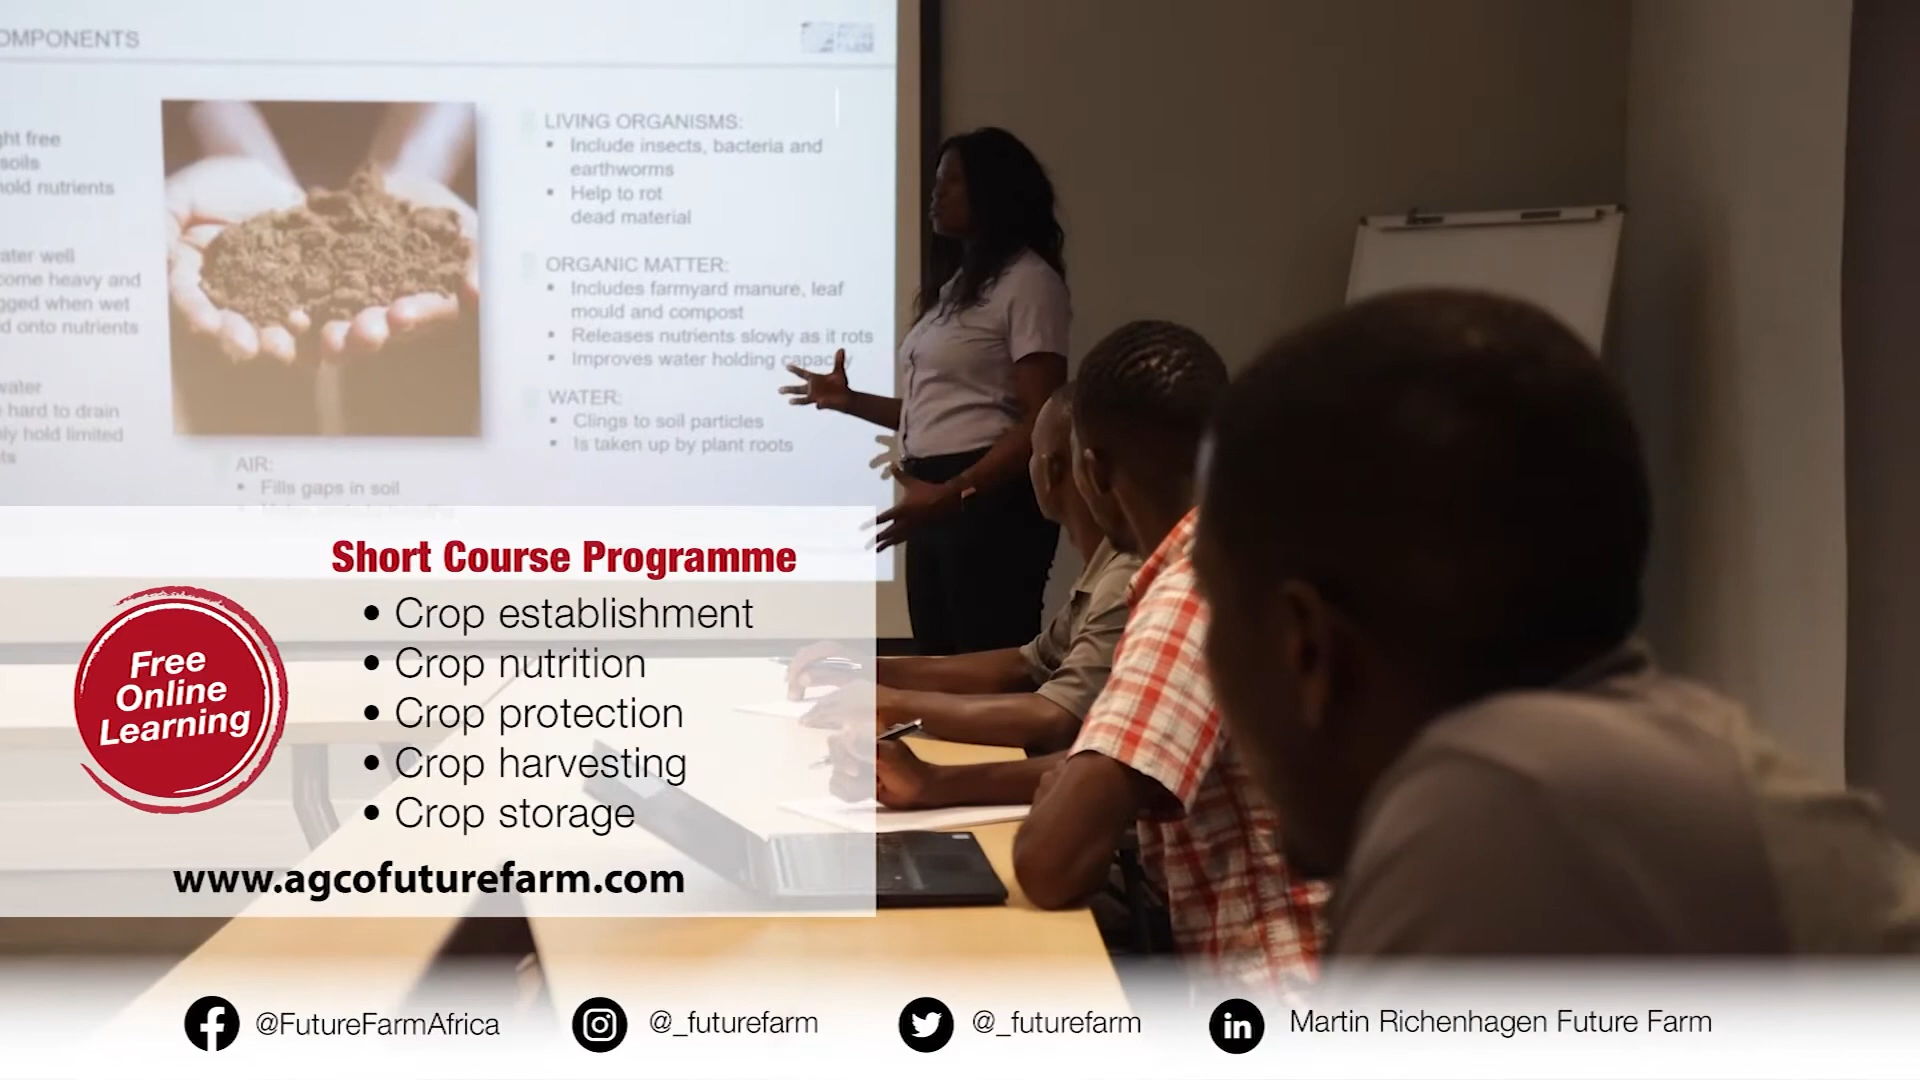 OMPONENTS
ght free
soils
hold nutrients
ater well
come heavy and
gged when wet
d onto nutrients
water
hard to drain
ly hold limited
ts
AIR:
▪ Fills gaps in soil
LIVING ORGANISMS:
▪ Include insects, bacteria and
earthworms
▪ Help to rot
dead material
ORGANIC MATTER:
▪ Includes farmyard manure, leaf
mould and compost
▪ Releases nutrients slowly as it rots
▪ Improves water holding capacity
WATER:
▪ Clings to soil particles
▪ Is taken up by plant roots
Short Course Programme
Free
Online
Learning
• Crop establishment
• Crop nutrition
• Crop protection
• Crop harvesting
• Crop storage
www.agcofuturefarm.com
@FutureFarmAfrica
@_futurefarm
@_futurefarm
Martin Richenhagen Future Farm